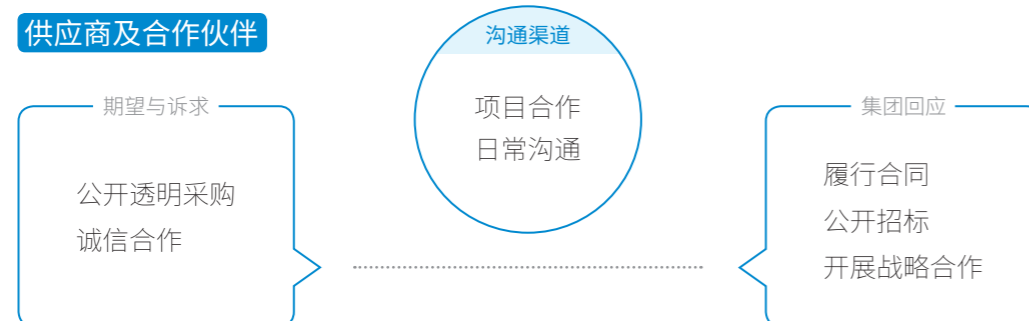 供应商及合作伙伴
期望与诉求
公开透明采购
诚信合作
沟通渠道
项目合作
日常沟通
集团回应
履行合同
公开招标
开展战略合作